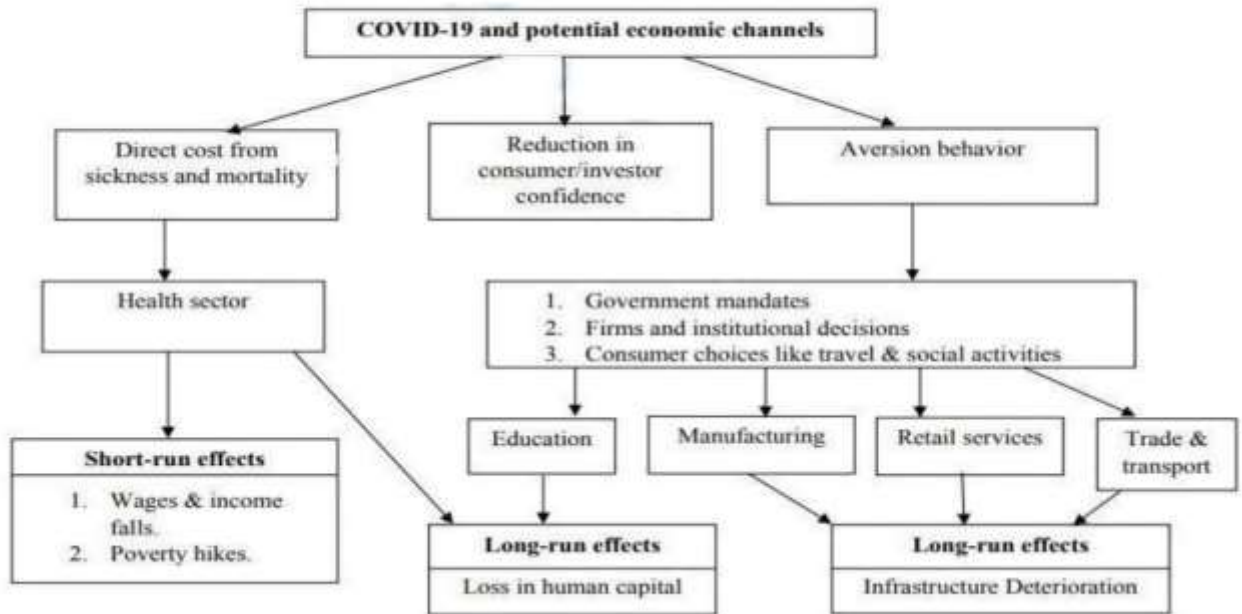 COVID-19 and potential economic channels
Direct cost from
sickness and mortality
Reduction in
consumer/investor
confidence
Aversion behavior
Health sector
1. Government mandates
2. Firms and institutional decisions
3. Consumer choices like travel & social activities
Education
Manufacturing
Retail services
Trade &
transport
Short-run effects
1. Wages & income
falls.
2. Poverty hikes.
Long-run effects
Loss in human capital
Long-run effects
Infrastructure Deterioration